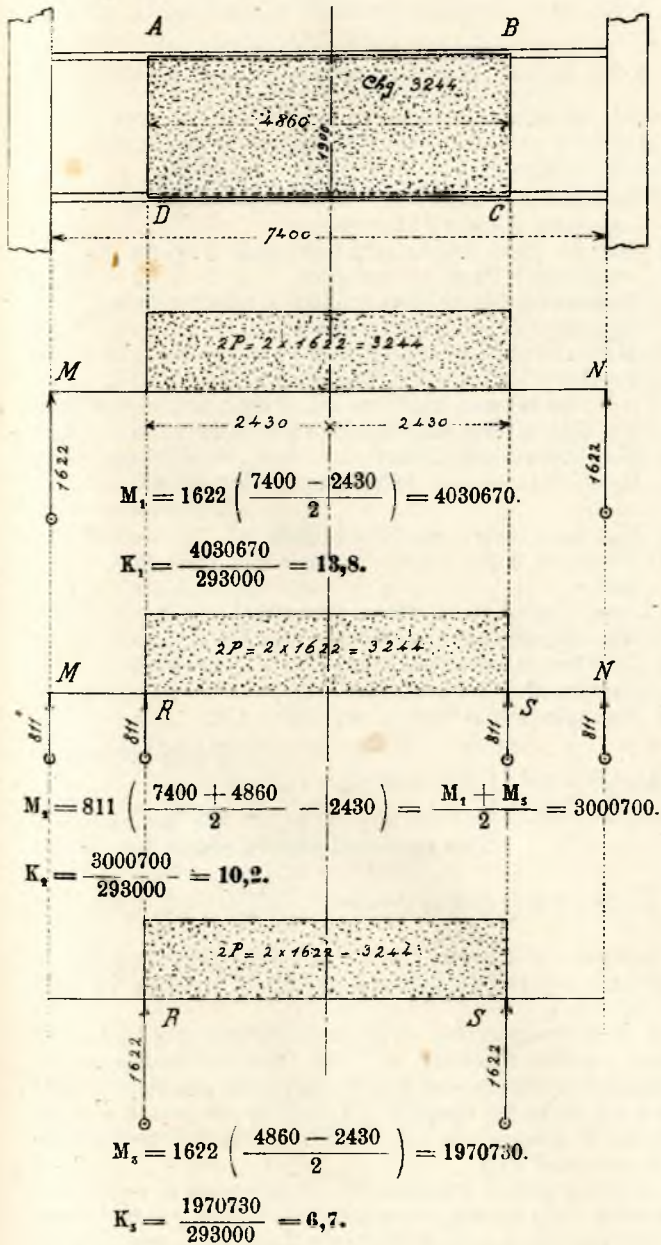 A B
Chg 3244
4860
1900
D C
7400
2P = 2 x 1622 = 3244
M N
2430 2430
1622 1622
M₁ = 1622 ( (7400 − 2430) / 2 ) = 4030670.
K₁ = 4030670 / 293000 = 13,8.
2P = 2 x 1622 = 3244
M N
R S
811 811 811 811
M₂ = 811 ( (7400 + 4860) / 2 − 2430 ) = (M₁ + M₃) / 2 = 3000700.
K₂ = 3000700 / 293000 = 10,2.
2P = 2 x 1622 = 3244
R S
1622 1622
M₃ = 1622 ( (4860 − 2430) / 2 ) = 1970730.
K₃ = 1970730 / 293000 = 6,7.